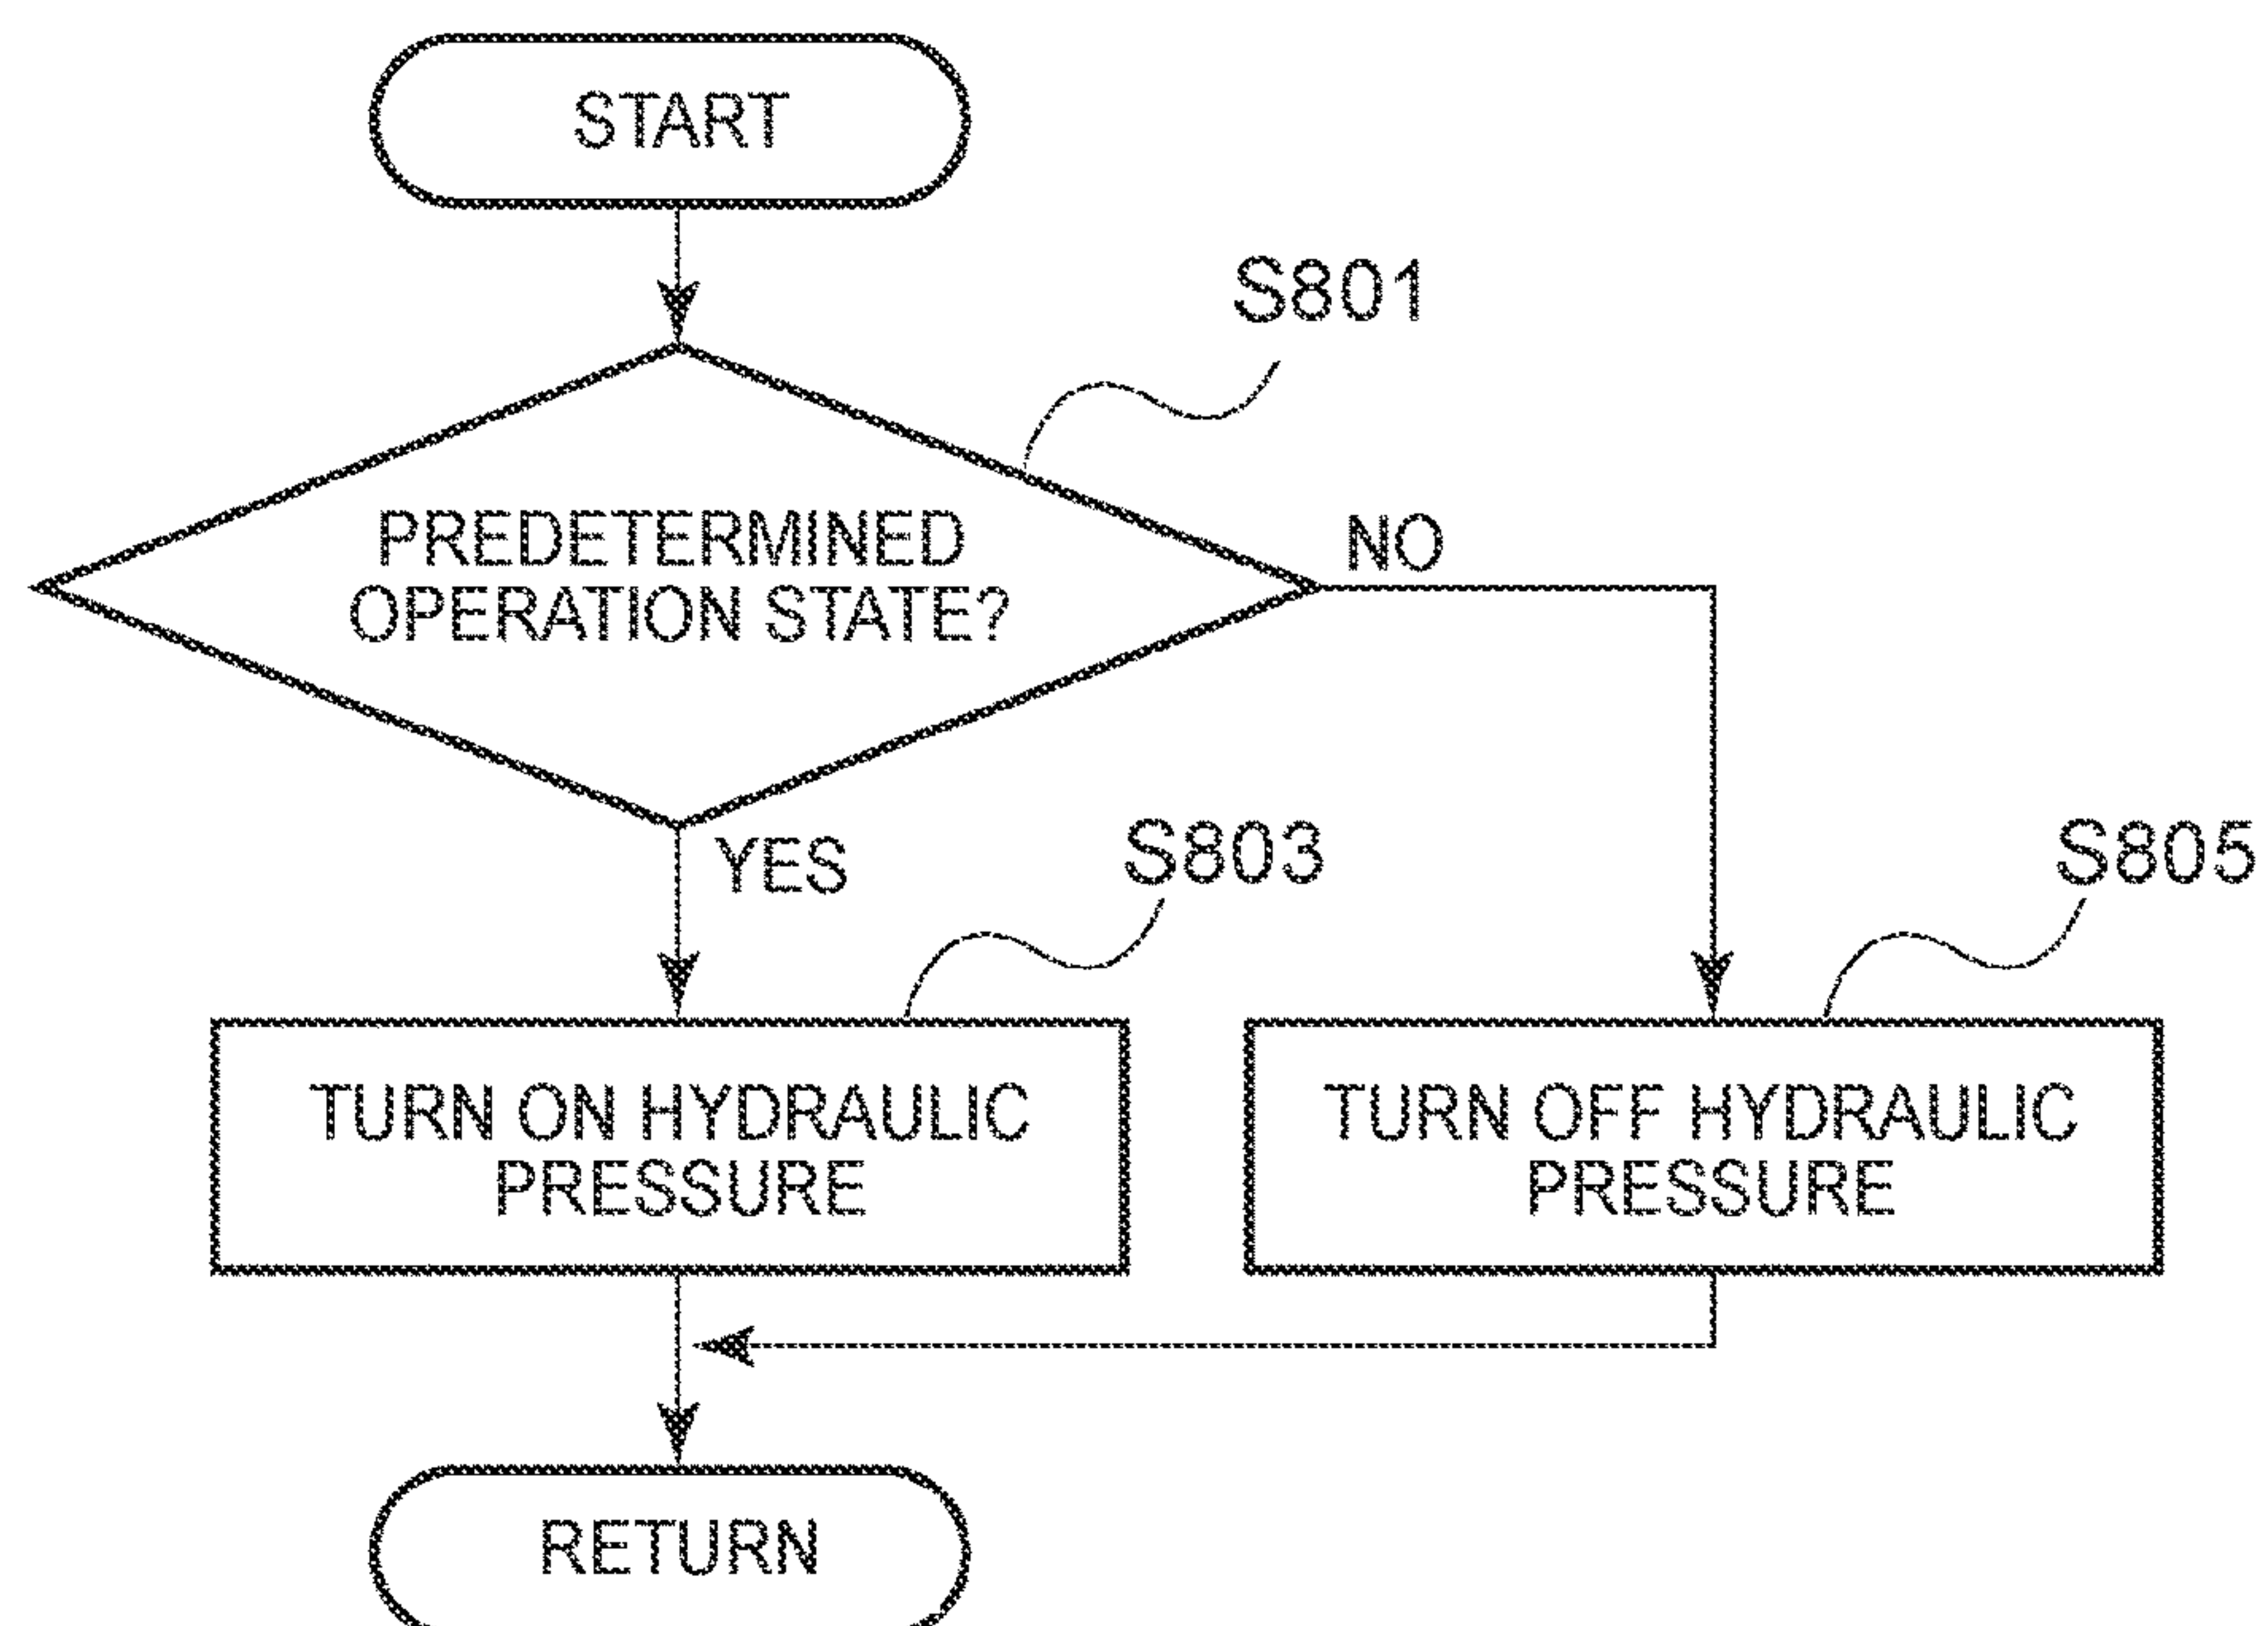 START
S801
PREDETERMINED
OPERATION STATE?
NO
YES
S803
S805
TURN ON HYDRAULIC
PRESSURE
TURN OFF HYDRAULIC
PRESSURE
RETURN